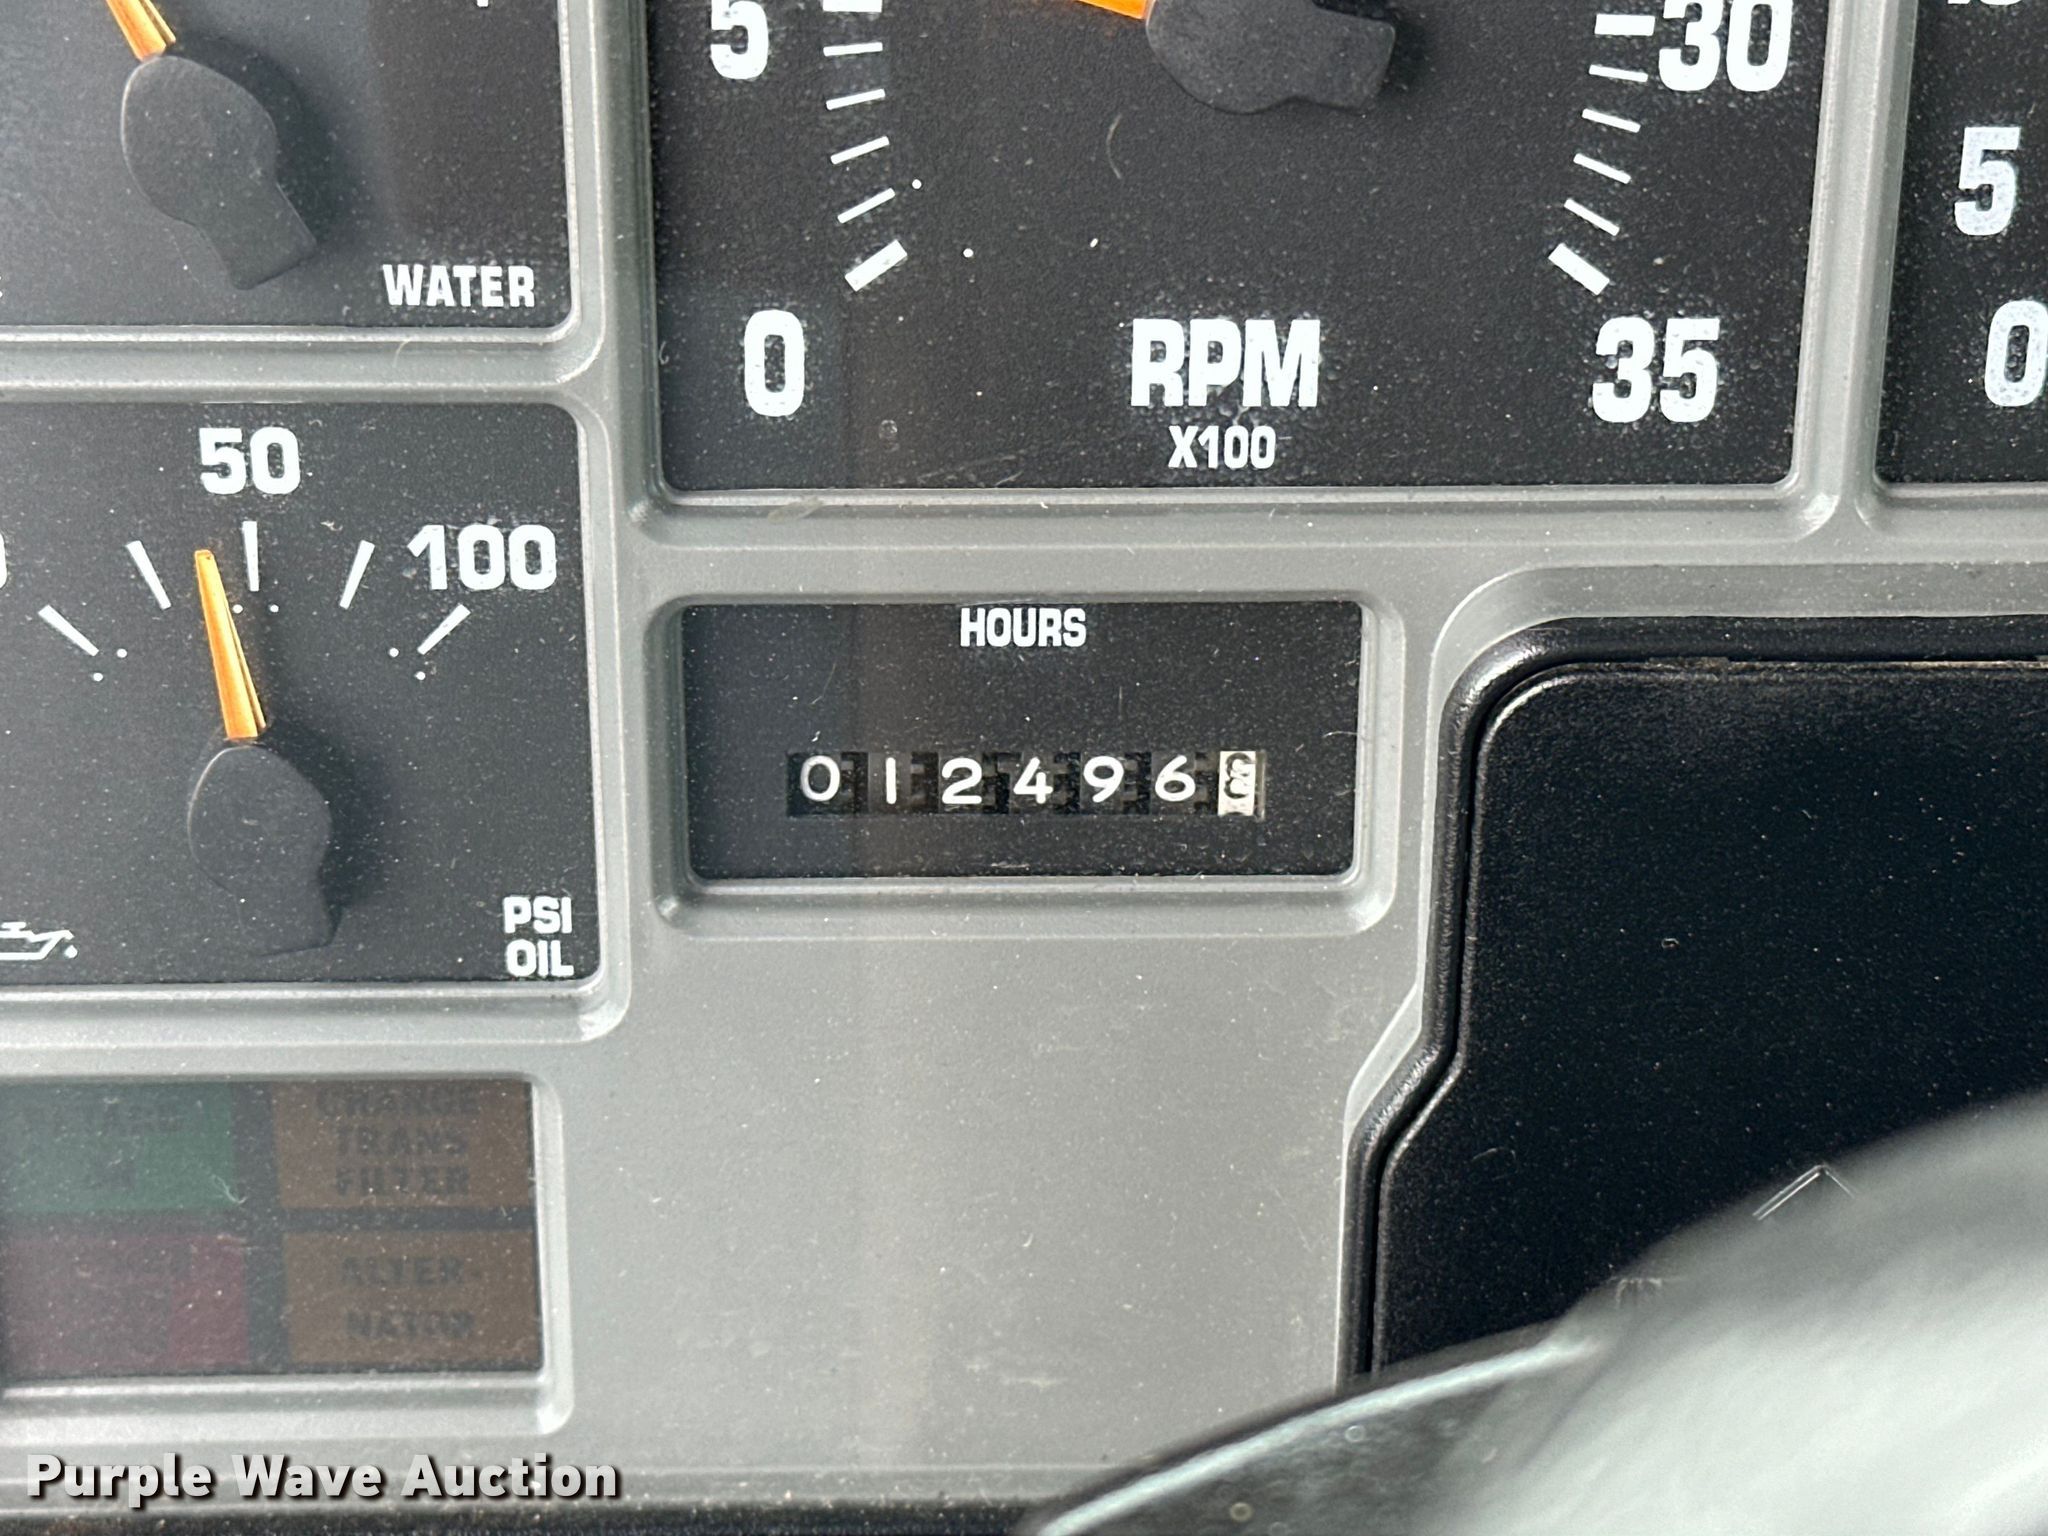 5
30
5
WATER
0
RPM
35
0
X100
50
100
HOURS
012496
PSI
OIL
CHANGE
TRANS
FILTER
ALTER-
NATOR
Purple Wave Auction